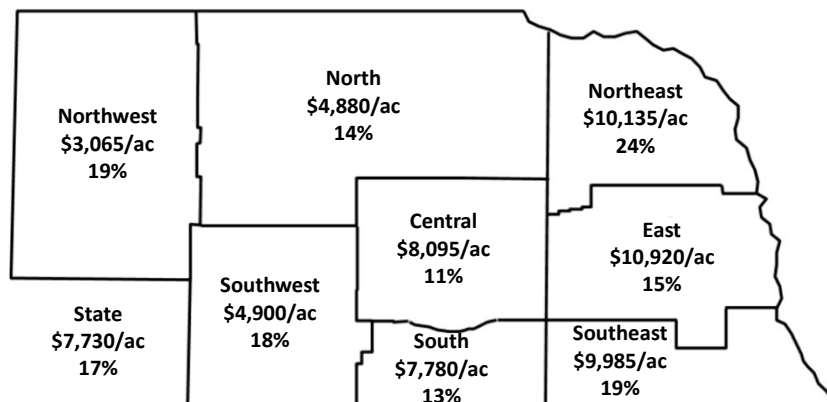 North
$4,880/ac
14%
Northwest
$3,065/ac
19%
Northeast
$10,135/ac
24%
Central
$8,095/ac
11%
East
$10,920/ac
15%
Southwest
$4,900/ac
18%
State
$7,730/ac
17%
South
$7,780/ac
13%
Southeast
$9,985/ac
19%